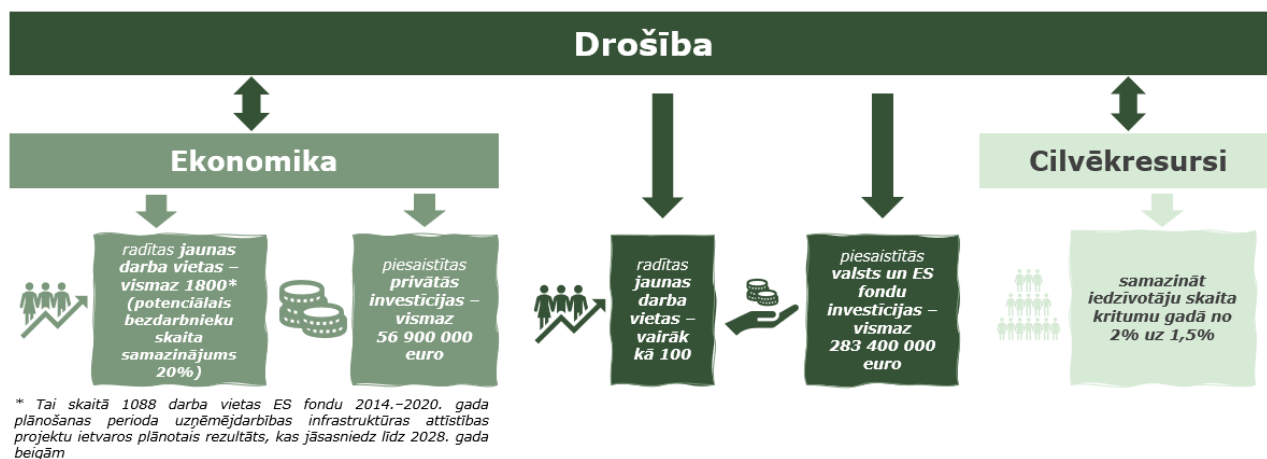 Drošība
Ekonomika
Cilvēkresursi
radītas jaunas
darba vietas –
vismaz 1800*
(potenciālais
bezdarbnieku
skaita
samazinājums
20%)
piesaistītas
privātās
investīcijas –
vismaz
56 900 000
euro
radītas
jaunas
darba
vietas –
vairāk
kā 100
piesaistītās
valsts un ES
fondu
investīcijas –
vismaz
283 400 000
euro
samazināt
iedzīvotāju skaita
kritumu gadā no
2% uz 1,5%
* Tai skaitā 1088 darba vietas ES fondu 2014.–2020. gada
plānošanas perioda uzņēmējdarbības infrastruktūras attīstības
projektu ietvaros plānotais rezultāts, kas jāsasniedz līdz 2028. gada
beigām